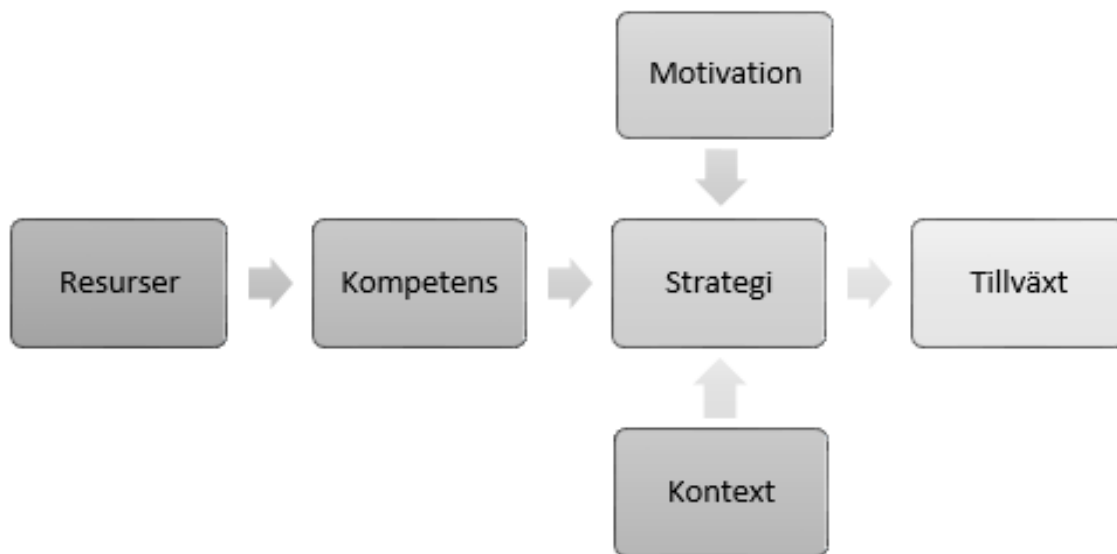 Motivation
Resurser
Kompetens
Strategi
Tillväxt
Kontext